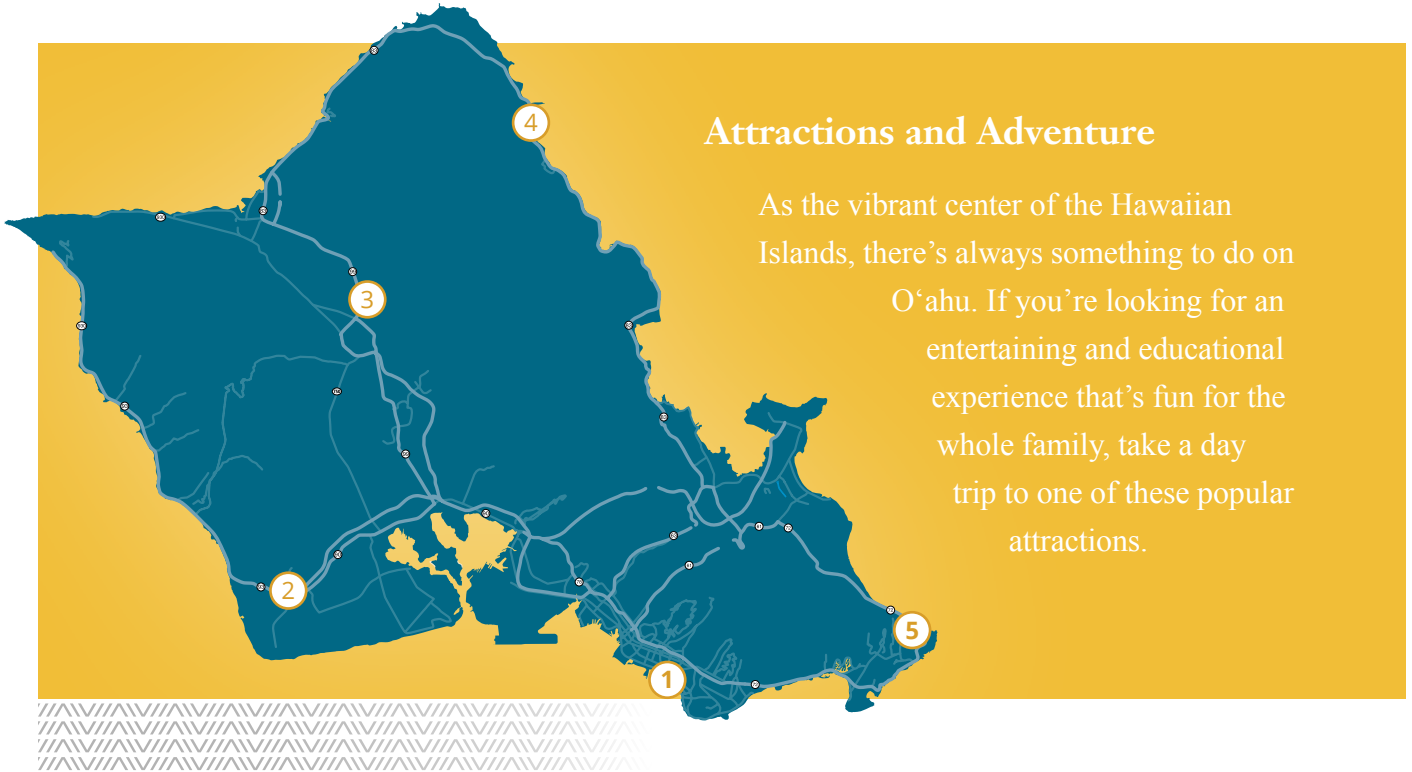 Attractions and Adventure
As the vibrant center of the Hawaiian
Islands, there’s always something to do on
O‘ahu. If you’re looking for an
entertaining and educational
experience that’s fun for the
whole family, take a day
trip to one of these popular
attractions.
4
3
2
5
1